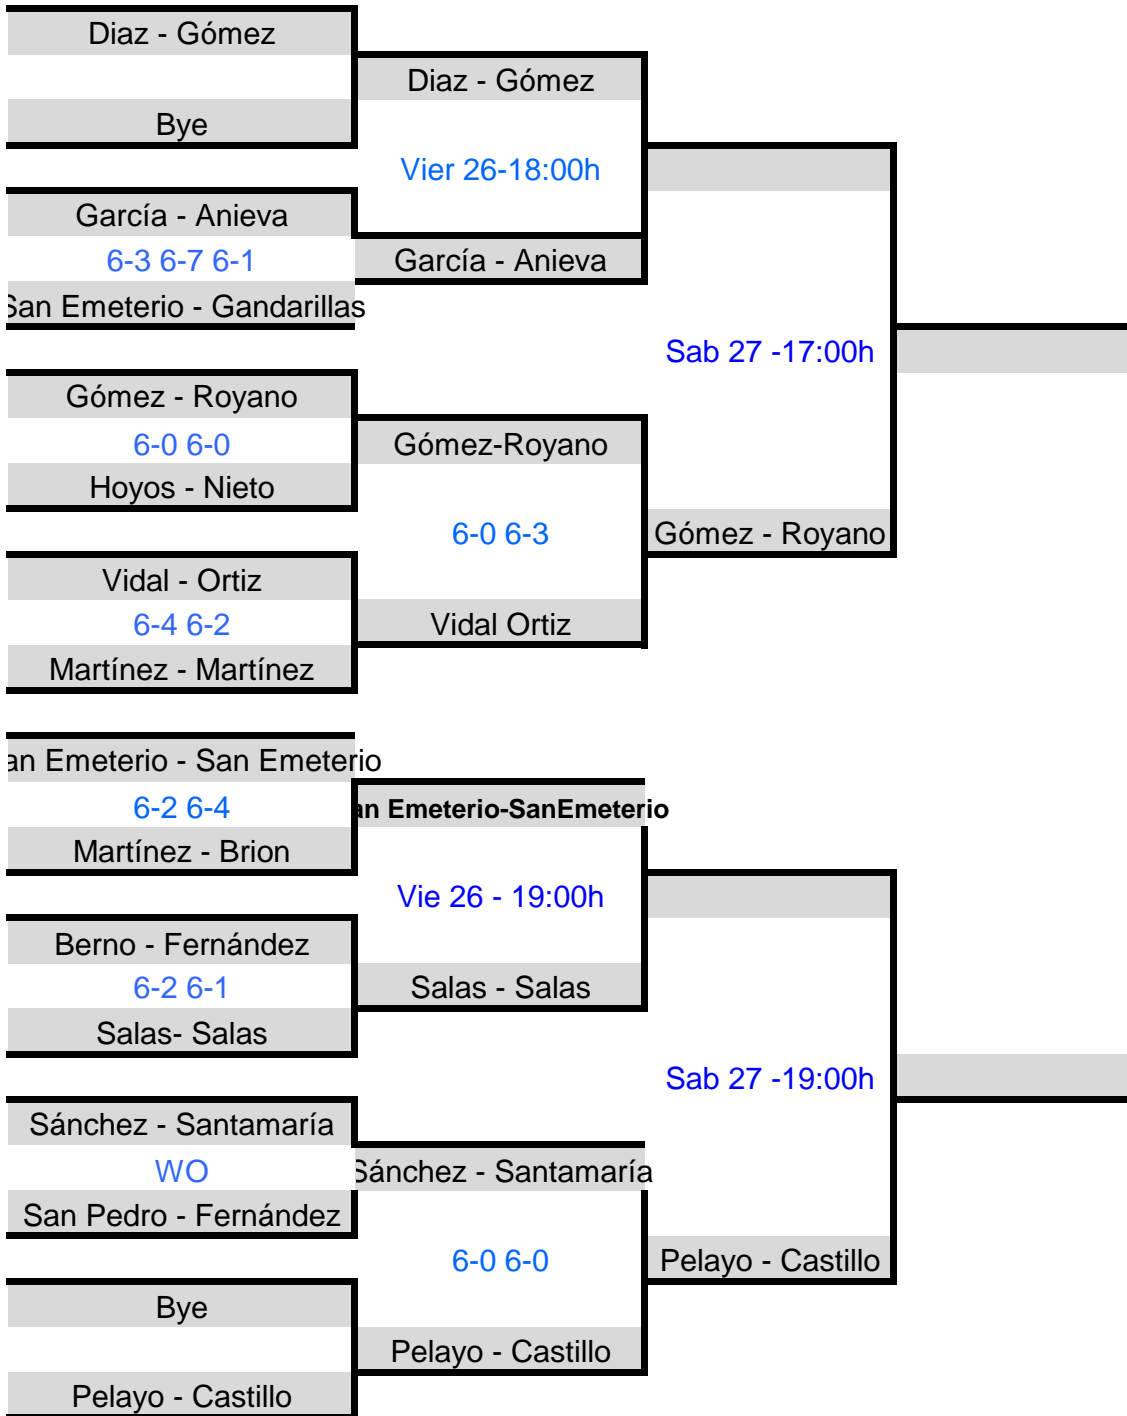 Diaz - Gómez
Bye
García - Anieva
6-3 6-7 6-1
San Emeterio - Gandarillas
Gómez - Royano
6-0 6-0
Hoyos - Nieto
Vidal - Ortiz
6-4 6-2
Martínez - Martínez
an Emeterio - San Emeterio
6-2 6-4
Martínez - Brion
Berno - Fernández
6-2 6-1
Salas- Salas
Sánchez - Santamaría
WO
San Pedro - Fernández
Bye
Pelayo - Castillo
Diaz - Gómez
Vier 26-18:00h
García - Anieva
Gómez-Royano
6-0 6-3
Vidal Ortiz
an Emeterio-SanEmeterio
Vie 26 - 19:00h
Salas - Salas
Sánchez - Santamaría
6-0 6-0
Pelayo - Castillo
Sab 27 -17:00h
Gómez - Royano
Sab 27 -19:00h
Pelayo - Castillo